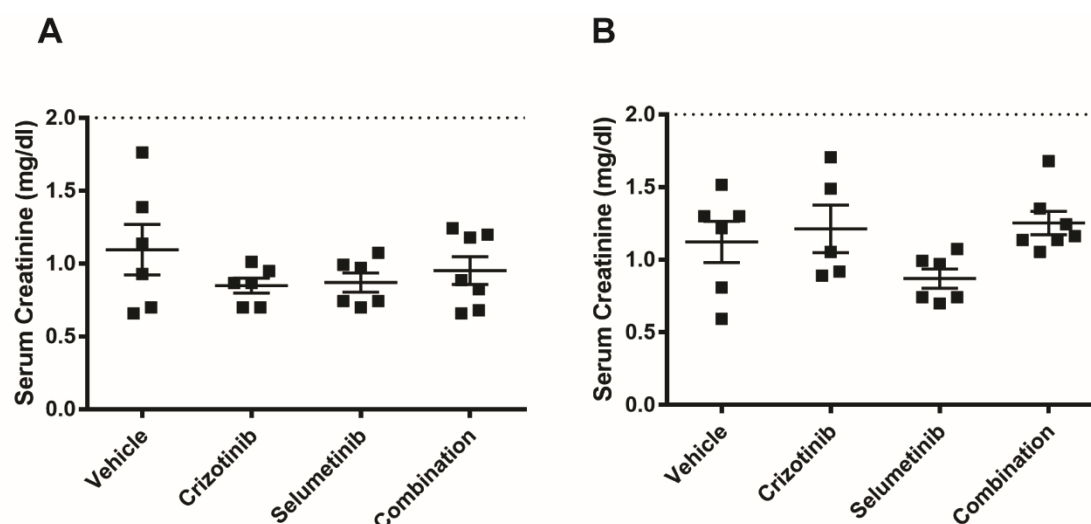 A
Serum Creatinine (mg/dl)
2.0
1.5
1.0
0.5
0.0
Vehicle
Crizotinib
Selumetinib
Combination
B
Serum Creatinine (mg/dl)
2.0
1.5
1.0
0.5
0.0
Vehicle
Crizotinib
Selumetinib
Combination